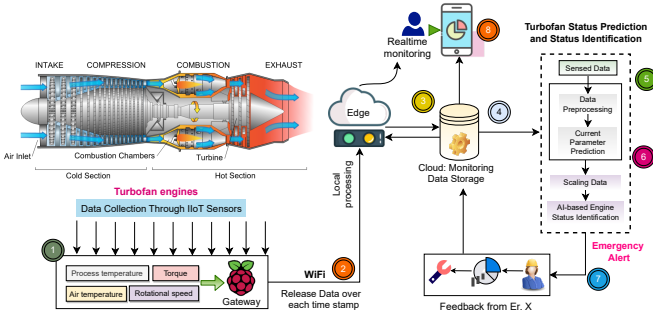 INTAKE
COMPRESSION
COMBUSTION
EXHAUST
Air Inlet
Combustion Chambers
Turbine
Cold Section
Hot Section
Turbofan engines
Data Collection Through IIoT Sensors
1
Process temperature
Torque
Air temperature
Rotational speed
Gateway
WiFi
2
Release Data over
each time stamp
Local
processing
Edge
Realtime
monitoring
8
3
4
Cloud: Monitoring
Data Storage
Turbofan Status Prediction
and Status Identification
Sensed Data
5
Data
Preprocessing
Current
Parameter
Prediction
6
Scaling Data
AI-based Engine
Status Identification
Emergency
Alert
7
Feedback from Er. X